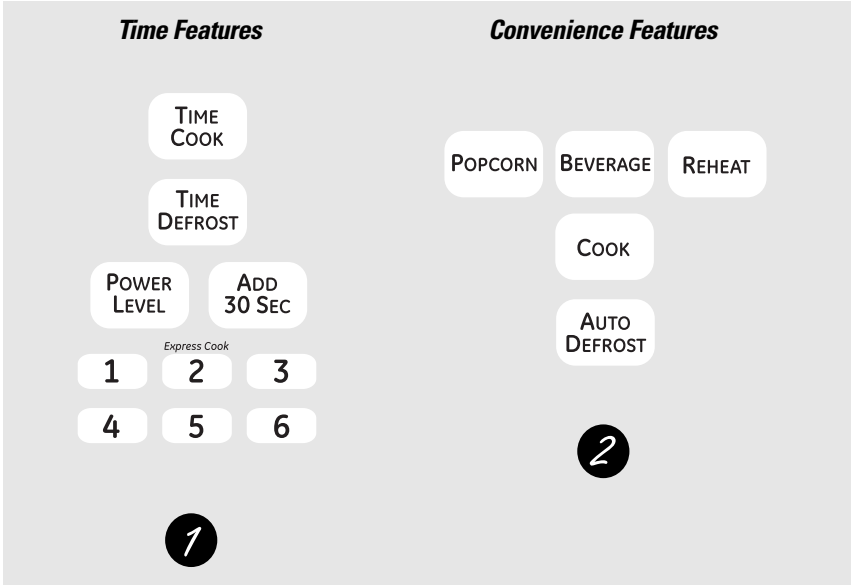 Time Features
TIME
COOK
TIME
DEFROST
POWER
LEVEL
ADD
30 SEC
Express Cook
1 2 3
4 5 6
1
Convenience Features
POPCORN BEVERAGE REHEAT
COOK
AUTO
DEFROST
2